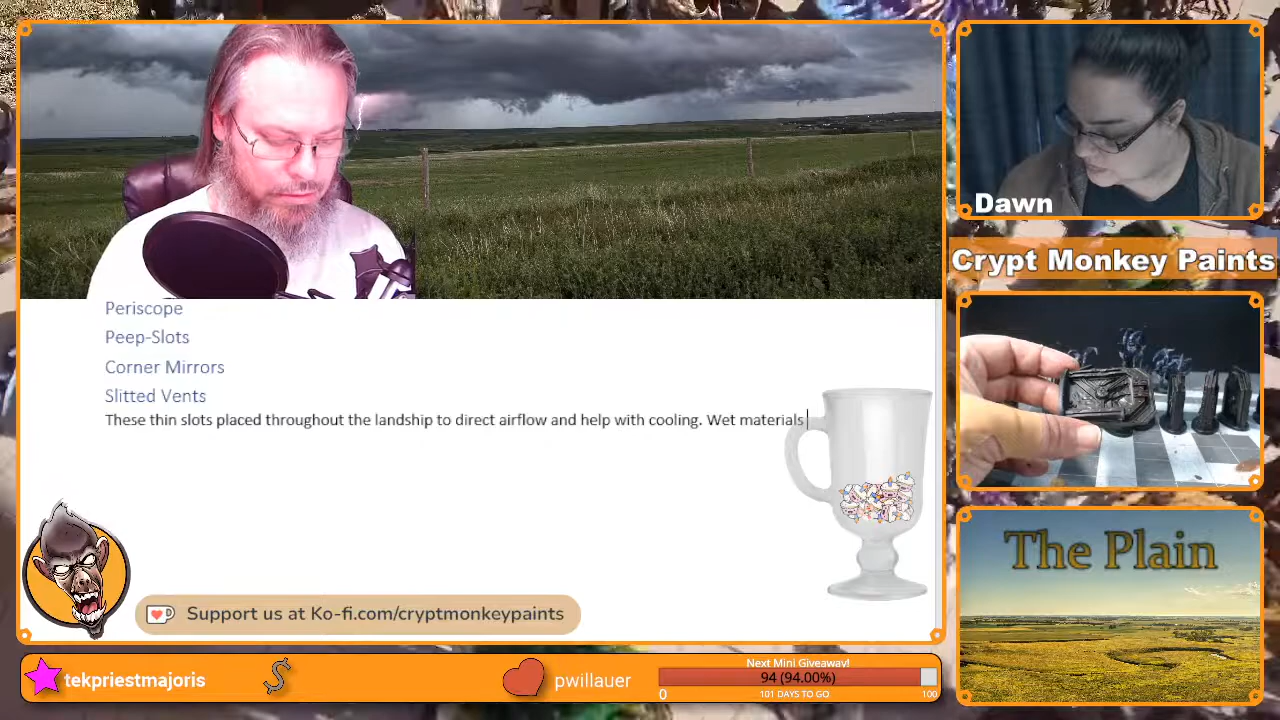 Dawn
Crypt Monkey Paints
Periscope
Peep-Slots
Corner Mirrors
Slitted Vents
These thin slots placed throughout the landship to direct airflow and help with cooling. Wet materials
The Plain
Support us at Ko-fi.com/cryptmonkeypaints
tekpriestmajoris
pwillauer
Next Mini Giveaway!
94 (94.00%)
0 101 DAYS TO GO 100